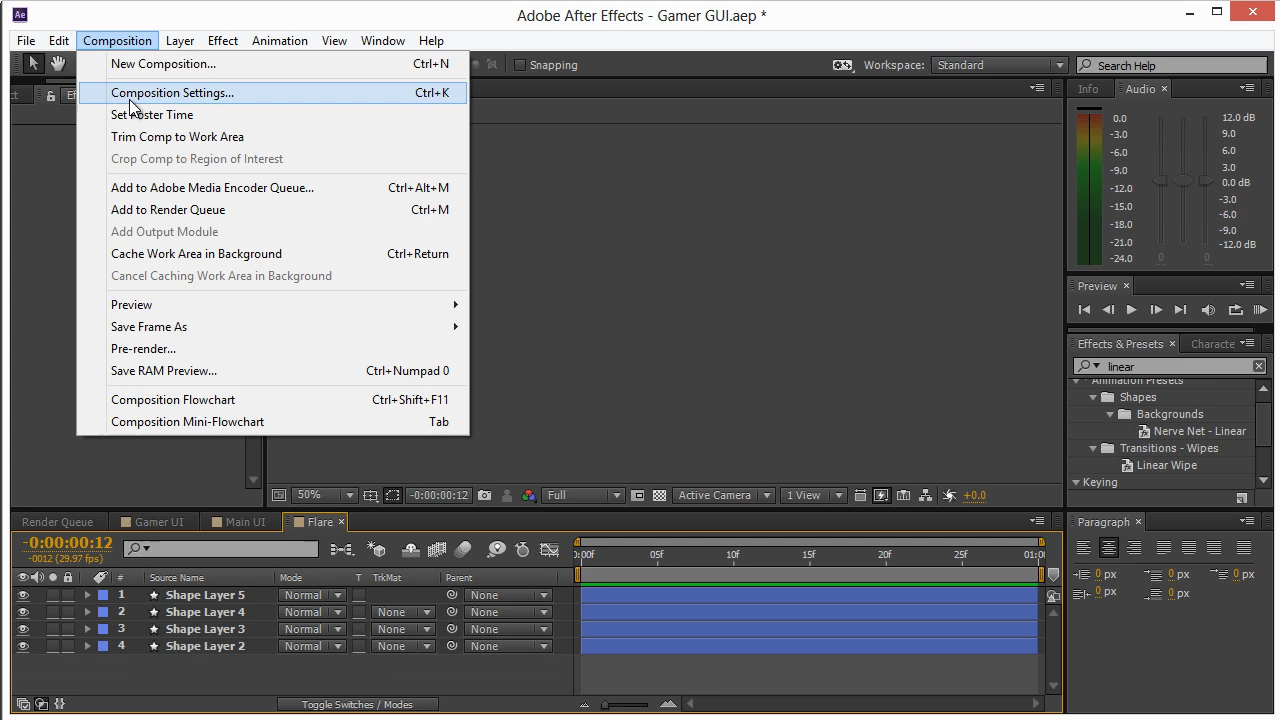 Ae Adobe After Effects - Gamer GUI.aep *
File Edit Composition Layer Effect Animation View Window Help
New Composition... Ctrl+N
Composition Settings... Ctrl+K
Set Poster Time
Trim Comp to Work Area
Crop Comp to Region of Interest
Add to Adobe Media Encoder Queue... Ctrl+Alt+M
Add to Render Queue Ctrl+M
Add Output Module
Cache Work Area in Background Ctrl+Return
Cancel Caching Work Area in Background
Preview
Save Frame As
Pre-render...
Save RAM Preview... Ctrl+Numpad 0
Composition Flowchart Ctrl+Shift+F11
Composition Mini-Flowchart Tab
Snapping Workspace: Standard Search Help
Info Audio ×
0.0 12.0 dB
-3.0 9.0
-6.0 6.0
-9.0 3.0
-12.0 0.0 dB
-15.0 -3.0
-18.0 -6.0
-21.0 -9.0
-24.0 -12.0 dB
0 0
Preview ×
Effects & Presets × Characte
linear
Animation Presets
Shapes
Backgrounds
Nerve Net - Linear
Transitions - Wipes
Linear Wipe
Keying
50% -0:00:00:12 Full Active Camera 1 View +0.0
Render Queue Gamer UI Main UI Flare ×
-0:00:00:12
-0012 (29.97 fps)
0:00f 05f 10f 15f 20f 25f 01:00
# Source Name Mode T TrkMat Parent
1 Shape Layer 5 Normal None
2 Shape Layer 4 Normal None None
3 Shape Layer 3 Normal None None
4 Shape Layer 2 Normal None None
Toggle Switches / Modes
Paragraph ×
0 px 0 px 0 px
0 px 0 px